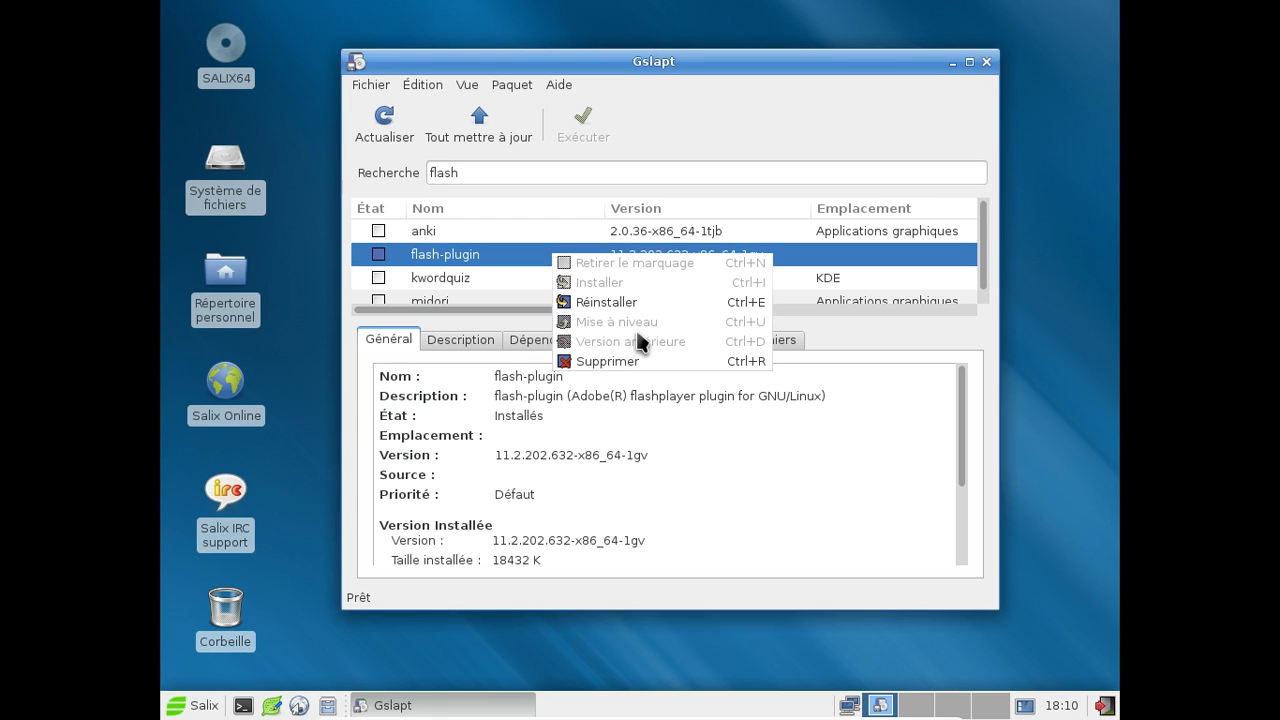 SALIX64
Système de
fichiers
Répertoire
personnel
Salix Online
irc
Salix IRC
support
Corbeille
Gslapt
Fichier Édition Vue Paquet Aide
Actualiser Tout mettre à jour Exécuter
Recherche flash
État Nom Version Emplacement
anki 2.0.36-x86_64-1tjb Applications graphiques
flash-plugin
kwordquiz KDE
midori Applications graphiques
Retirer le marquage Ctrl+N
Installer Ctrl+I
Réinstaller Ctrl+E
Mise à niveau Ctrl+U
Version Ctrl+D
Supprimer Ctrl+R
Général Description
Nom : flash-plugin
Description : flash-plugin (Adobe(R) flashplayer plugin for GNU/Linux)
État : Installés
Emplacement :
Version : 11.2.202.632-x86_64-1gv
Source :
Priorité : Défaut
Version Installée
Version : 11.2.202.632-x86_64-1gv
Taille installée : 18432 K
Prêt
Salix Gslapt 18:10